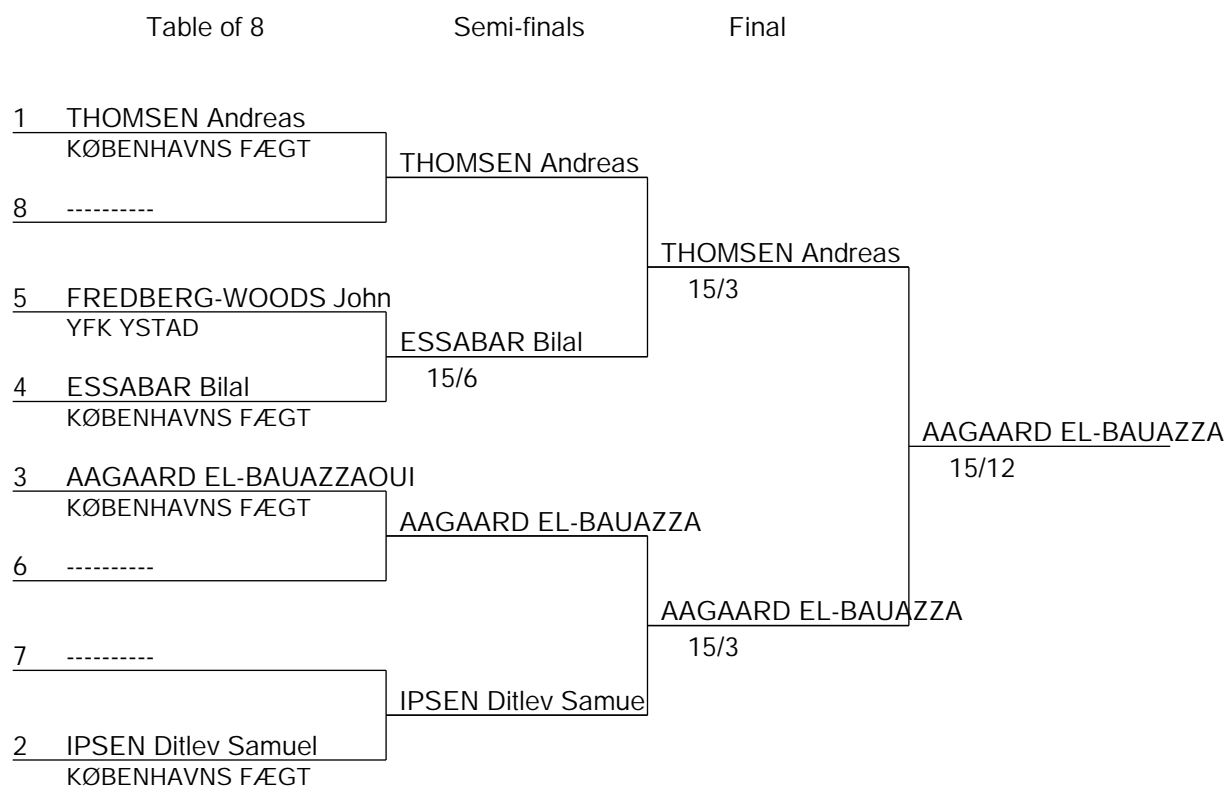 Table of 8 Semi-finals Final
1 THOMSEN Andreas
KØBENHAVNS FÆGT
THOMSEN Andreas
8 ----------
THOMSEN Andreas
15/3
5 FREDBERG-WOODS John
YFK YSTAD
ESSABAR Bilal
15/6
4 ESSABAR Bilal
KØBENHAVNS FÆGT
AAGAARD EL-BAUAZZA
15/12
3 AAGAARD EL-BAUAZZAOUI
KØBENHAVNS FÆGT
AAGAARD EL-BAUAZZA
6 ----------
AAGAARD EL-BAUAZZA
15/3
7 ----------
IPSEN Ditlev Samue
2 IPSEN Ditlev Samuel
KØBENHAVNS FÆGT